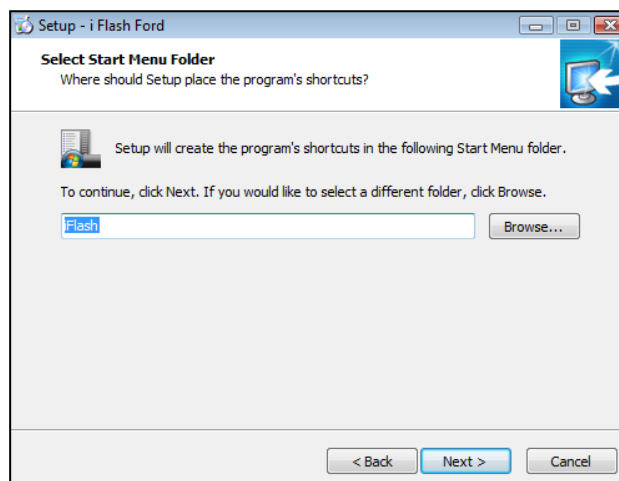 Setup - i Flash Ford
Select Start Menu Folder
Where should Setup place the program's shortcuts?
Setup will create the program's shortcuts in the following Start Menu folder.
To continue, click Next. If you would like to select a different folder, click Browse.
iFlash
Browse...
< Back
Next >
Cancel